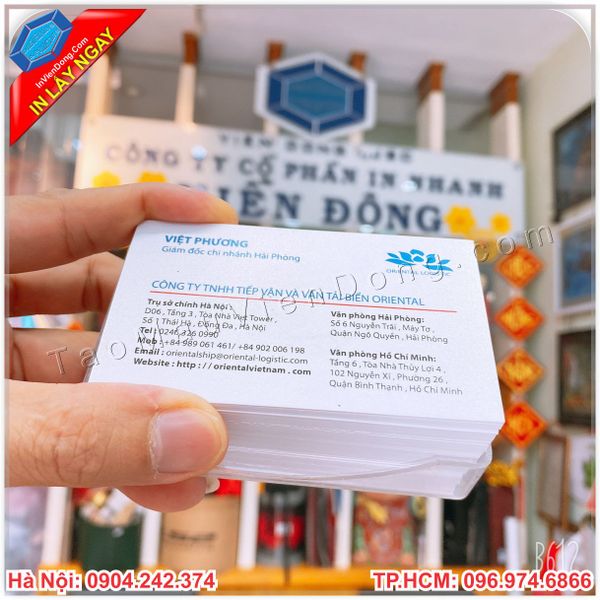 InVienDong.Com
IN LẤY NGAY
CÔNG TY CỔ PHẦN IN NHANH
VIÊN ĐÔNG
VIỆT PHƯƠNG
Giám đốc chi nhánh Hải Phòng
ORIENTAL LOGISTIC
CÔNG TY TNHH TIẾP VẬN VÀ VẬN TẢI BIỂN ORIENTAL
Trụ sở chính Hà Nội :
D06 , Tầng 3 , Tòa Nhà Việt Tower ,
Số 1 Thái Hà , Đống Đa , Hà Nội
Tel : 0246 326 0990
Mob : +84 989 061 461/ +84 902 006 198
Email : orientalship@oriental-logistic.com
Website : http : // orientalvietnam . com
Văn phòng Hải Phòng:
Số 6 Nguyễn Trãi , Máy Tơ ,
Quận Ngô Quyền , Hải Phòng
Văn phòng Hồ Chí Minh:
Tầng 6 , Tòa Nhà Thủy Lợi 4 ,
102 Nguyễn Xí , Phường 26 ,
Quận Bình Thạnh , Hồ Chí Minh
B612
Hà Nội: 0904.242.374
TP.HCM: 096.974.6866